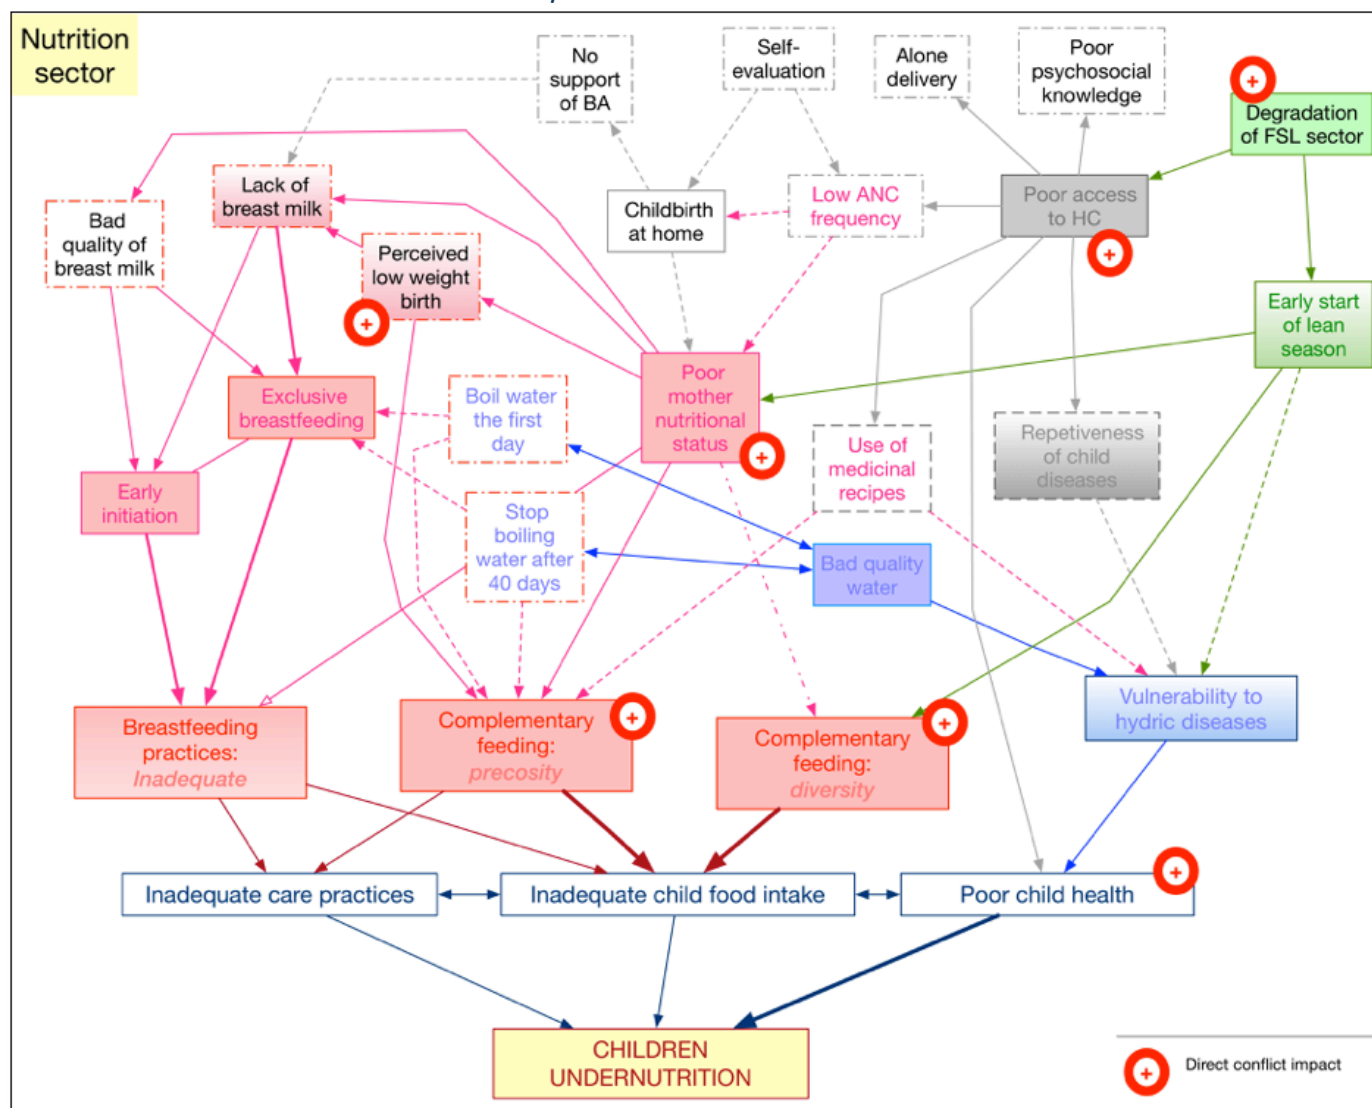 Nutrition
sector
No
support
of BA
Self-
evaluation
Alone
delivery
Poor
psychosocial
knowledge
Degradation
of FSL sector
Lack of
breast milk
Bad
quality of
breast milk
Perceived
low weight
birth
Childbirth
at home
Low ANC
frequency
Poor access
to HC
Early start
of lean
season
Exclusive
breastfeeding
Boil water
the first
day
Poor
mother
nutritional
status
Use of
medicinal
recipes
Repetiveness
of child
diseases
Early
initiation
Stop
boiling
water after
40 days
Bad quality
water
Vulnerability to
hydric diseases
Breastfeeding
practices:
Inadequate
Complementary
feeding:
precosity
Complementary
feeding:
diversity
Inadequate care practices
Inadequate child food intake
Poor child health
CHILDREN
UNDERNUTRITION
Direct conflict impact